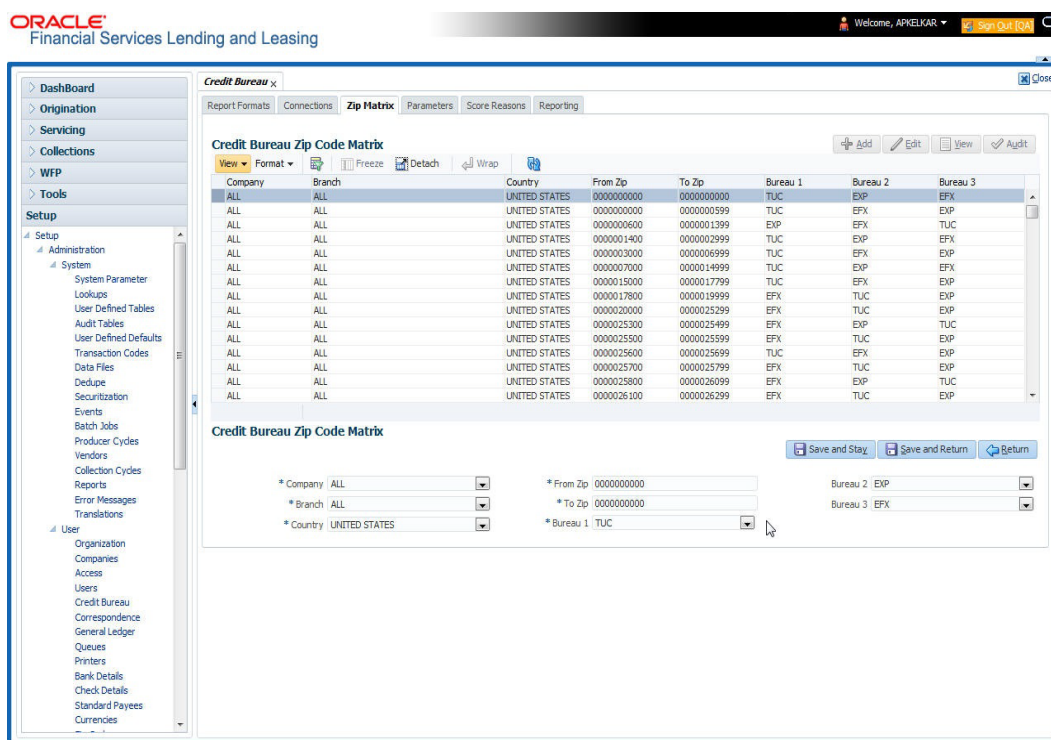 ORACLE
Financial Services Lending and Leasing
Welcome, APKELKAR
Sign Out [QA]
DashBoard
Origination
Servicing
Collections
WFP
Tools
Setup
Setup
Administration
System
System Parameter
Lookups
User Defined Tables
Audit Tables
User Defined Defaults
Transaction Codes
Data Files
Dedupe
Securitization
Events
Batch Jobs
Producer Cycles
Vendors
Collection Cycles
Reports
Error Messages
Translations
User
Organization
Companies
Access
Users
Credit Bureau
Correspondence
General Ledger
Queues
Printers
Bank Details
Check Details
Standard Payees
Currencies
Credit Bureau
Close
Report Formats Connections Zip Matrix Parameters Score Reasons Reporting
Credit Bureau Zip Code Matrix
Add Edit View Audit
View Format Freeze Detach Wrap
Company Branch Country From Zip To Zip Bureau 1 Bureau 2 Bureau 3
ALL ALL UNITED STATES 0000000000 0000000000 TUC EXP EFX
ALL ALL UNITED STATES 0000000000 0000000599 TUC EFX EXP
ALL ALL UNITED STATES 0000000600 0000001399 EXP EFX TUC
ALL ALL UNITED STATES 0000001400 0000002999 TUC EXP EFX
ALL ALL UNITED STATES 0000003000 0000006999 TUC EFX EXP
ALL ALL UNITED STATES 0000007000 0000014999 TUC EXP EFX
ALL ALL UNITED STATES 0000015000 0000017799 TUC EFX EXP
ALL ALL UNITED STATES 0000017800 0000019999 EFX TUC EXP
ALL ALL UNITED STATES 0000020000 0000025299 EFX TUC EXP
ALL ALL UNITED STATES 0000025300 0000025499 EFX EXP TUC
ALL ALL UNITED STATES 0000025500 0000025599 EFX TUC EXP
ALL ALL UNITED STATES 0000025600 0000025699 TUC EFX EXP
ALL ALL UNITED STATES 0000025700 0000025799 EFX TUC EXP
ALL ALL UNITED STATES 0000025800 0000026099 EFX EXP TUC
ALL ALL UNITED STATES 0000026100 0000026299 EFX TUC EXP
Credit Bureau Zip Code Matrix
Save and Stay Save and Return Return
* Company ALL * From Zip 0000000000 Bureau 2 EXP
* Branch ALL * To Zip 0000000000 Bureau 3 EFX
* Country UNITED STATES * Bureau 1 TUC